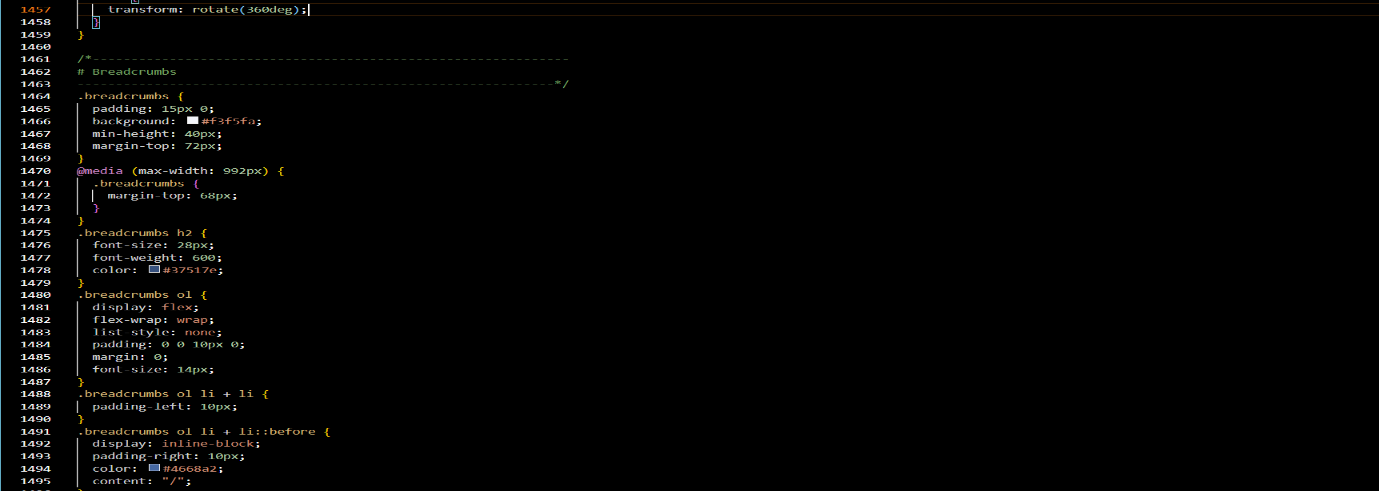 1457 transform: rotate(360deg);
1458 }
1459 }
1460
1461 /*--------------------------------------------------------------
1462 # Breadcrumbs
1463 --------------------------------------------------------------*/
1464 .breadcrumbs {
1465 padding: 15px 0;
1466 background: #f3f5fa;
1467 min-height: 40px;
1468 margin-top: 72px;
1469 }
1470 @media (max-width: 992px) {
1471 .breadcrumbs {
1472 margin-top: 68px;
1473 }
1474 }
1475 .breadcrumbs h2 {
1476 font-size: 28px;
1477 font-weight: 600;
1478 color: #37517e;
1479 }
1480 .breadcrumbs ol {
1481 display: flex;
1482 flex-wrap: wrap;
1483 list-style: none;
1484 padding: 0 0 10px 0;
1485 margin: 0;
1486 font-size: 14px;
1487 }
1488 .breadcrumbs ol li + li {
1489 padding-left: 10px;
1490 }
1491 .breadcrumbs ol li + li::before {
1492 display: inline-block;
1493 padding-right: 10px;
1494 color: #4668a2;
1495 content: "/";